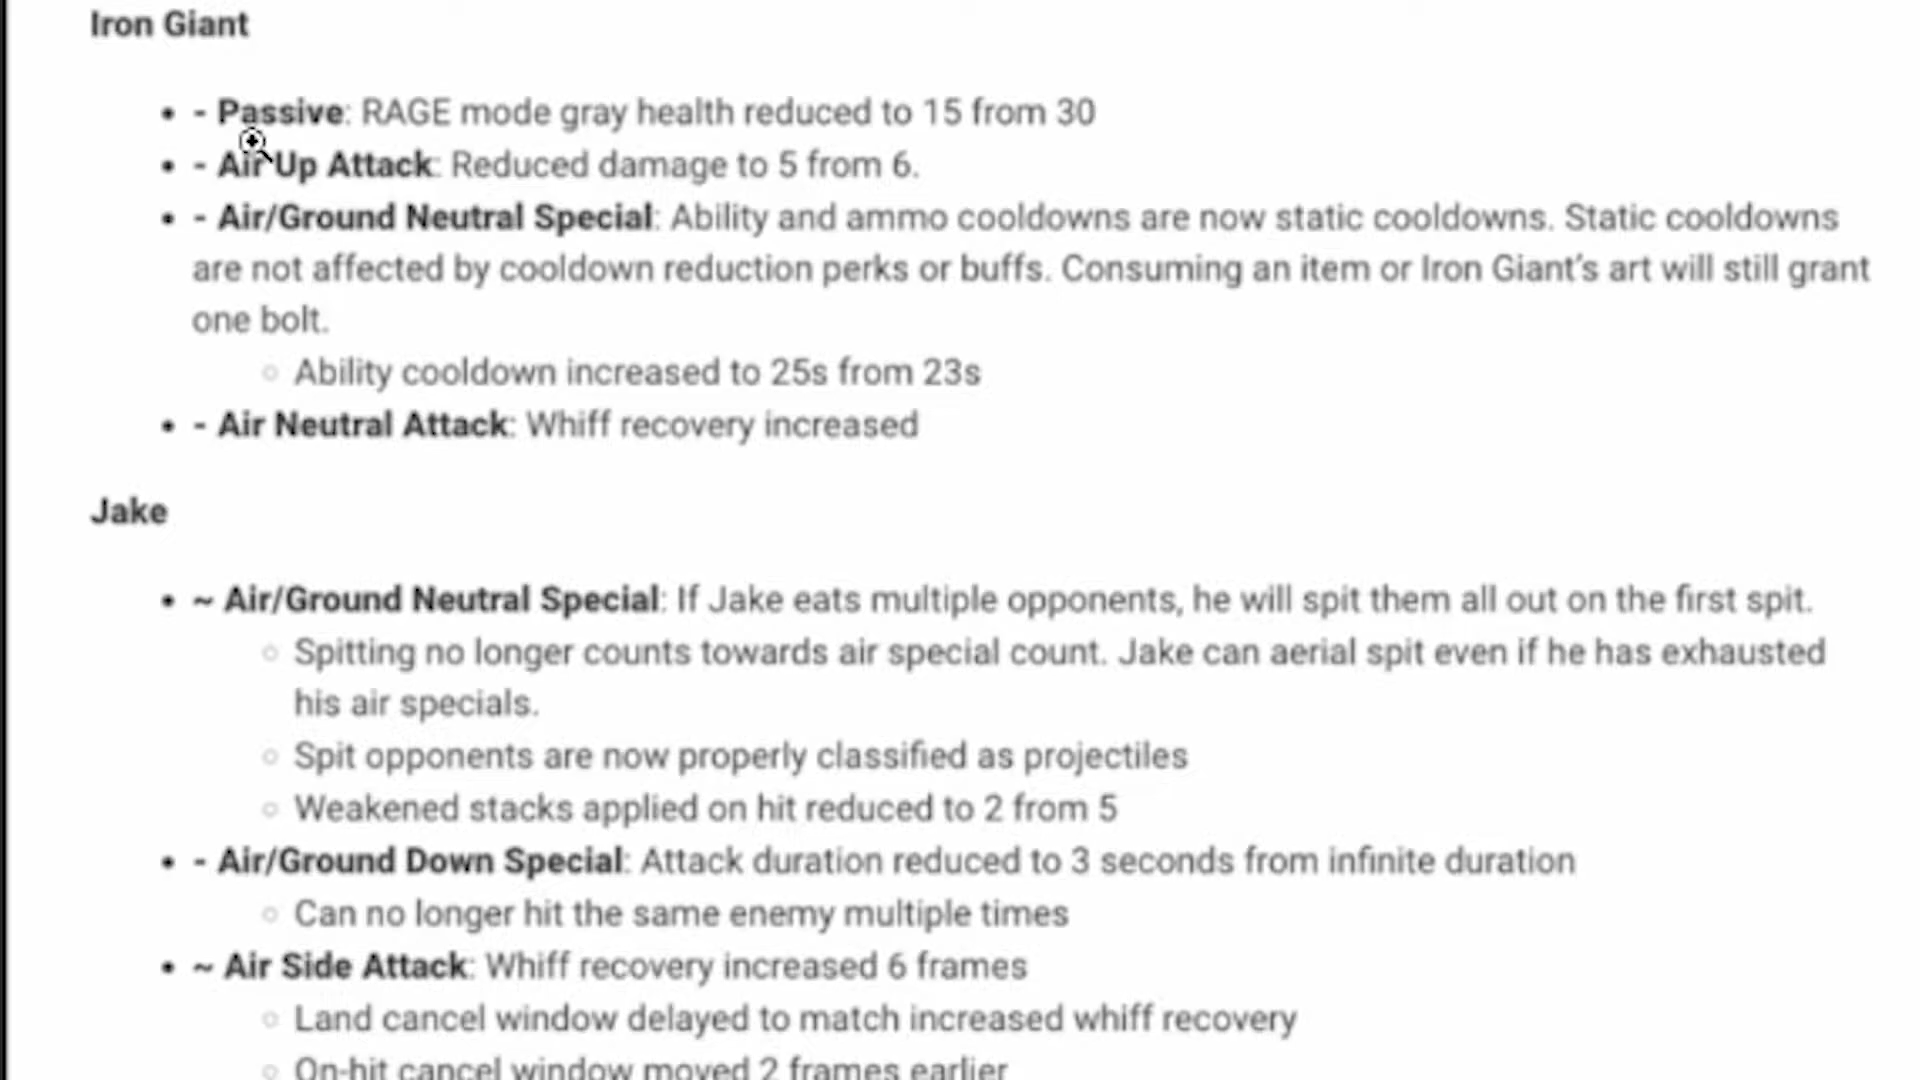 Iron Giant
• - Passive: RAGE mode gray health reduced to 15 from 30
• - Air Up Attack: Reduced damage to 5 from 6.
• - Air/Ground Neutral Special: Ability and ammo cooldowns are now static cooldowns. Static cooldowns
are not affected by cooldown reduction perks or buffs. Consuming an item or Iron Giant's art will still grant
one bolt.
○ Ability cooldown increased to 25s from 23s
• - Air Neutral Attack: Whiff recovery increased
Jake
• ~ Air/Ground Neutral Special: If Jake eats multiple opponents, he will spit them all out on the first spit.
○ Spitting no longer counts towards air special count. Jake can aerial spit even if he has exhausted
his air specials.
○ Spit opponents are now properly classified as projectiles
○ Weakened stacks applied on hit reduced to 2 from 5
• - Air/Ground Down Special: Attack duration reduced to 3 seconds from infinite duration
○ Can no longer hit the same enemy multiple times
• ~ Air Side Attack: Whiff recovery increased 6 frames
○ Land cancel window delayed to match increased whiff recovery
○ On-hit cancel window moved 2 frames earlier